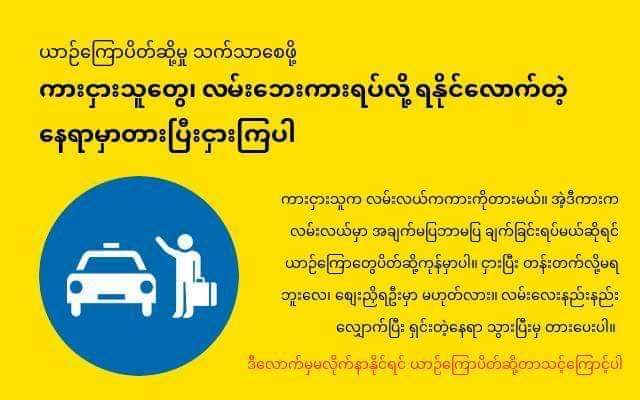 ယာဉ်ကြောပိတ်ဆို့မှု သက်သာစေဖို့
ကားငှားသူတွေ၊ လမ်းဘေးကားရပ်လို့ ရနိုင်လောက်တဲ့
နေရာမှာတားပြီးငှားကြပါ
ကားငှားသူက လမ်းလယ်ကကားကိုတားမယ်။ အဲ့ဒီကားက
လမ်းလယ်မှာ အချက်မပြဘာမပြ ချက်ခြင်းရပ်မယ်ဆိုရင်
ယာဉ်ကြောတွေပိတ်ဆို့ကုန်မှာပါ။ ငှားပြီး တန်းတက်လို့မရ
ဘူးလေ၊ စျေးညှိရဦးမှာ မဟုတ်လား။ လမ်းလေးနည်းနည်း
လျှောက်ပြီး ရှင်းတဲ့နေရာ သွားပြီးမှ တားပေးပါ။
ဒီလောက်မှမလိုက်နာနိုင်ရင် ယာဉ်ကြောပိတ်ဆို့တာသင့်ကြောင့်ပါ